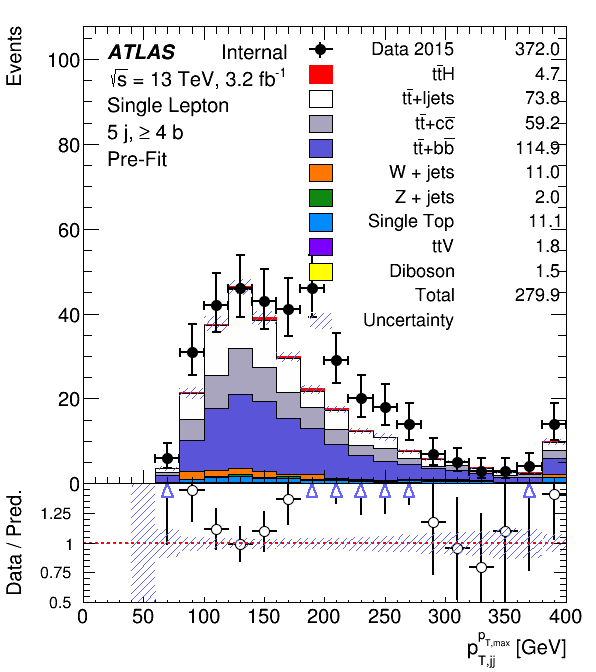 Events
100
80
60
40
20
0
ATLAS Internal
√s = 13 TeV, 3.2 fb⁻¹
Single Lepton
5 j, ≥ 4 b
Pre-Fit
Data 2015 372.0
tt̄H 4.7
tt̄+ljets 73.8
tt̄+cc̄ 59.2
tt̄+bb̄ 114.9
W + jets 11.0
Z + jets 2.0
Single Top 11.1
ttV 1.8
Diboson 1.5
Total 279.9
Uncertainty
Data / Pred.
1.25
1
0.75
0.5
0 50 100 150 200 250 300 350 400
p_{T,jj}^{p_{T,max}} [GeV]